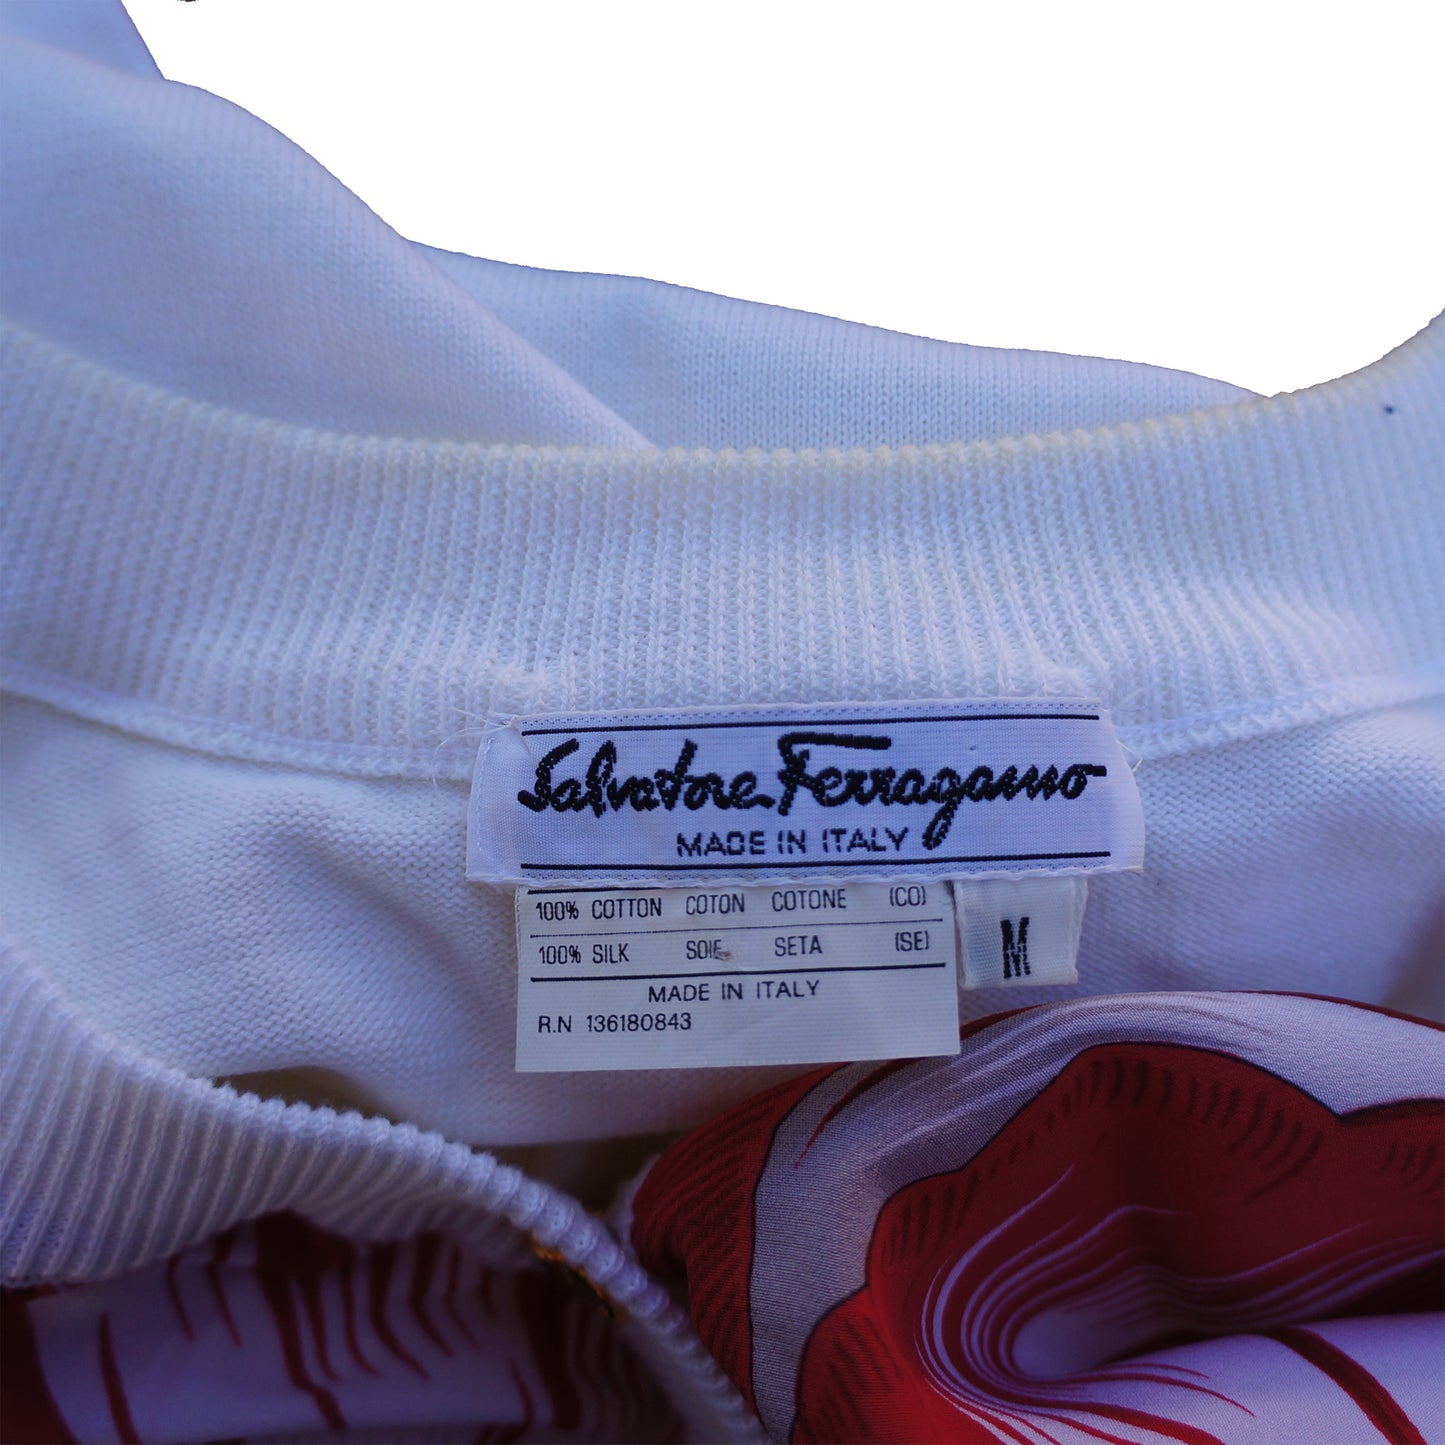 Salvatore Ferragamo
MADE IN ITALY
100% COTTON COTON COTONE (CO)
100% SILK SOIE SETA (SE)
MADE IN ITALY
R.N 136180843
M